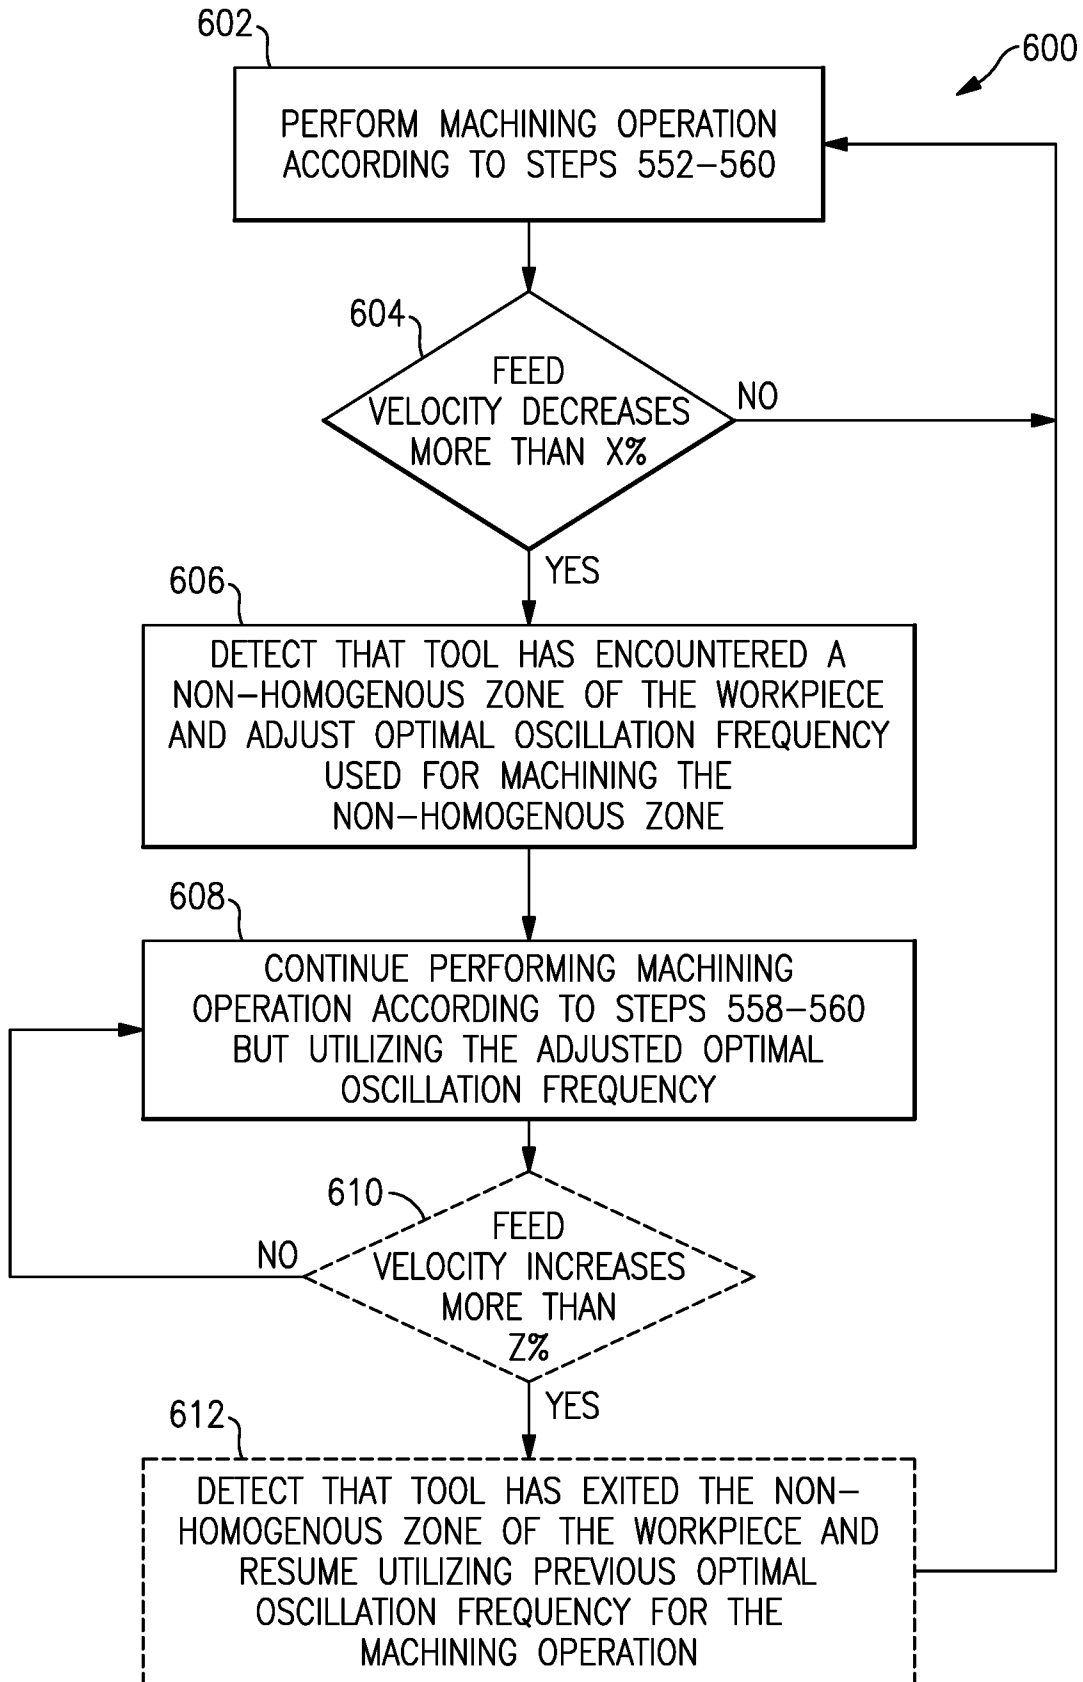 602
600
PERFORM MACHINING OPERATION
ACCORDING TO STEPS 552-560
604
FEED
VELOCITY DECREASES
MORE THAN X%
NO
YES
606
DETECT THAT TOOL HAS ENCOUNTERED A
NON-HOMOGENOUS ZONE OF THE WORKPIECE
AND ADJUST OPTIMAL OSCILLATION FREQUENCY
USED FOR MACHINING THE
NON-HOMOGENOUS ZONE
608
CONTINUE PERFORMING MACHINING
OPERATION ACCORDING TO STEPS 558-560
BUT UTILIZING THE ADJUSTED OPTIMAL
OSCILLATION FREQUENCY
610
FEED
VELOCITY INCREASES
MORE THAN
Z%
NO
YES
612
DETECT THAT TOOL HAS EXITED THE NON-
HOMOGENOUS ZONE OF THE WORKPIECE AND
RESUME UTILIZING PREVIOUS OPTIMAL
OSCILLATION FREQUENCY FOR THE
MACHINING OPERATION